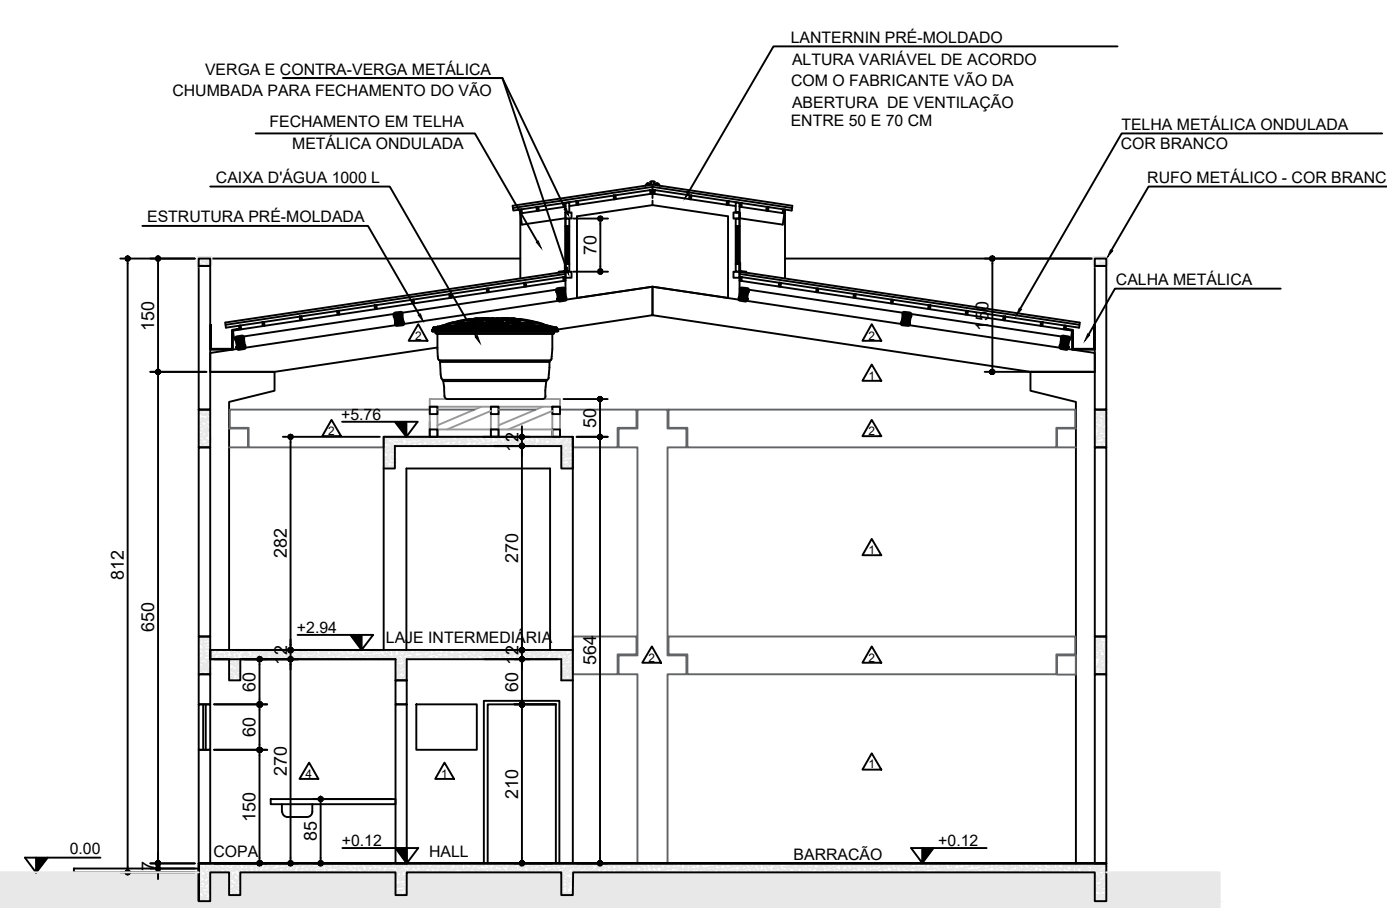 LANTERNIN PRÉ-MOLDADO
ALTURA VARIÁVEL DE ACORDO
COM O FABRICANTE VÃO DA
ABERTURA DE VENTILAÇÃO
ENTRE 50 E 70 CM
VERGA E CONTRA-VERGA METÁLICA
CHUMBADA PARA FECHAMENTO DO VÃO
FECHAMENTO EM TELHA
METÁLICA ONDULADA
CAIXA D'ÁGUA 1000 L
ESTRUTURA PRÉ-MOLDADA
TELHA METÁLICA ONDULADA
COR BRANCO
RUFO METÁLICO - COR BRANC
CALHA METÁLICA
70
150
150
2
2
1
+5.76
50
2
12
2
282
270
1
812
650
+2.94
LAJE INTERMEDIÁRIA
564
12
12
2
2
60
60
60
270
4
1
1
210
150
85
+0.12
+0.12
COPA
HALL
BARRACÃO
0.00
7